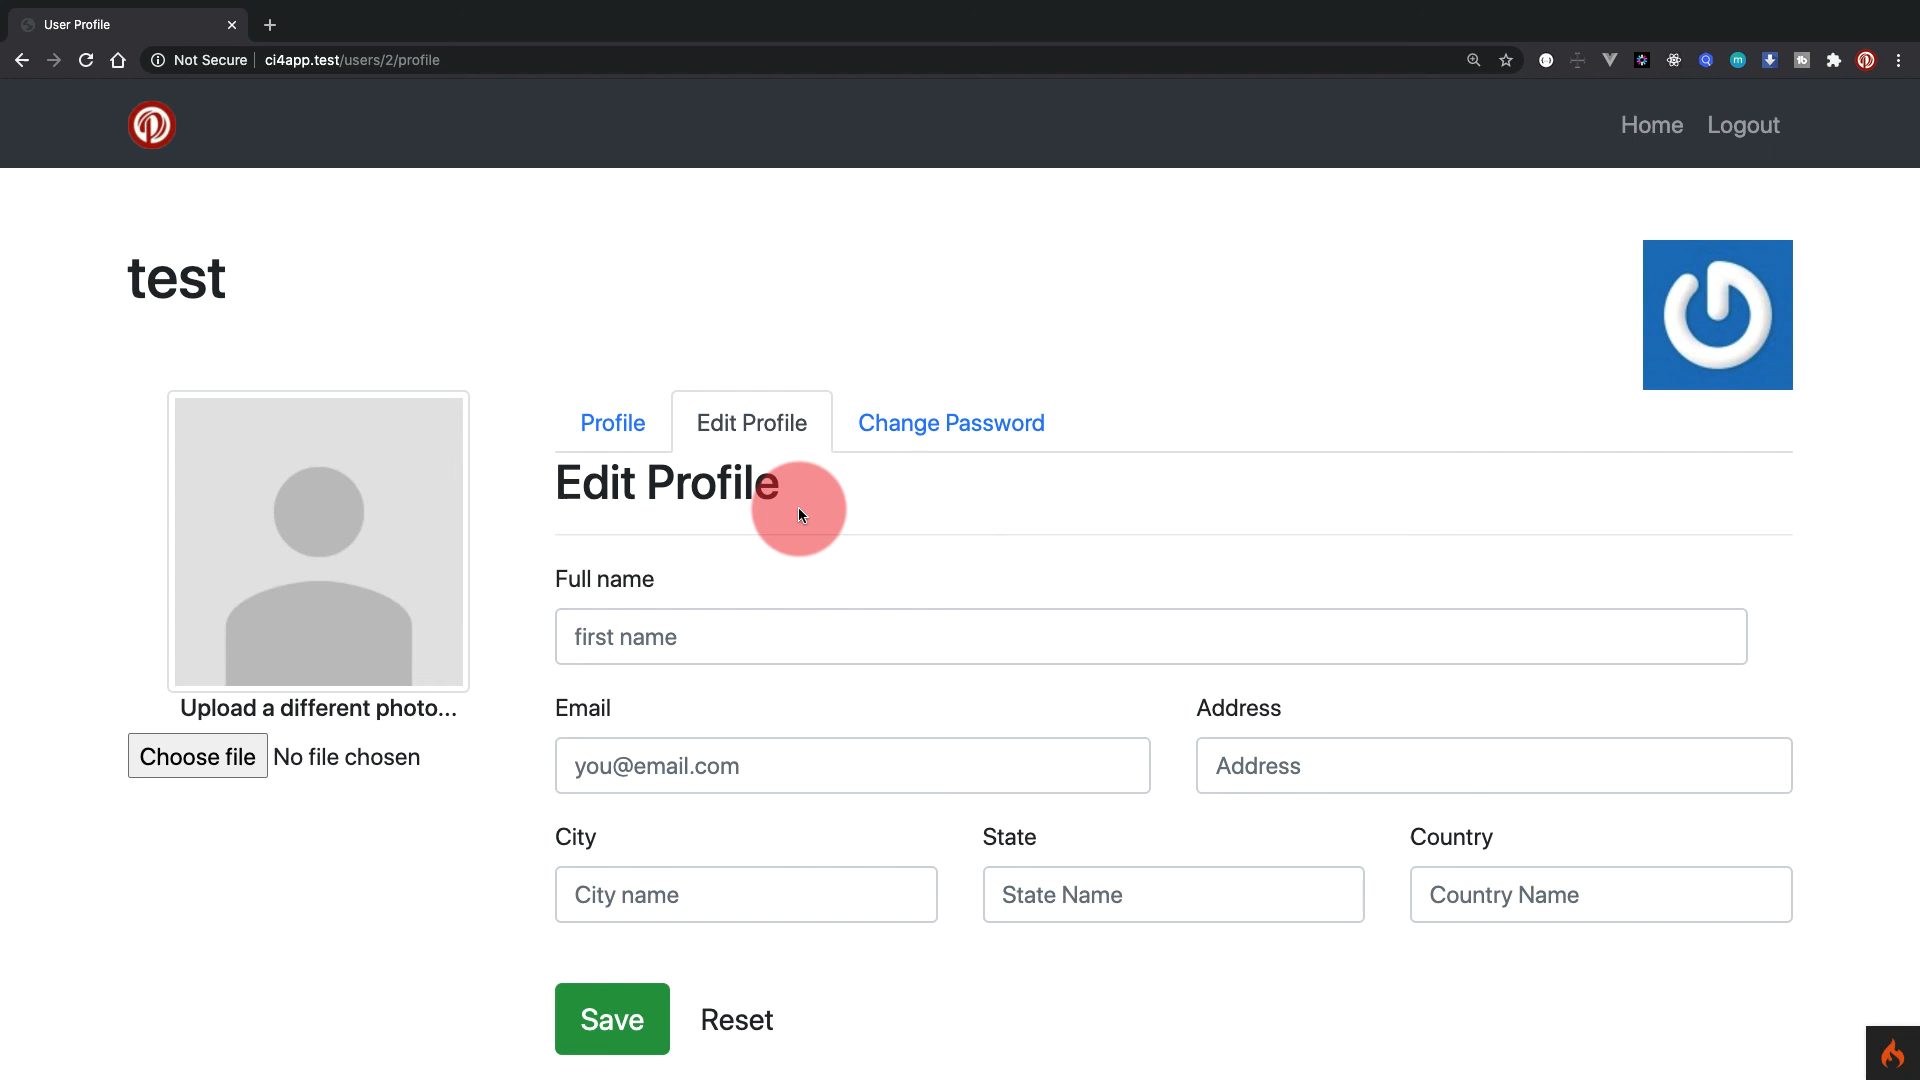 User Profile
Not Secure
ci4app.test/users/2/profile
Home
Logout
test
Profile
Edit Profile
Change Password
Edit Profile
Full name
first name
Upload a different photo...
Choose file
No file chosen
Email
Address
you@email.com
Address
City
State
Country
City name
State Name
Country Name
Save
Reset